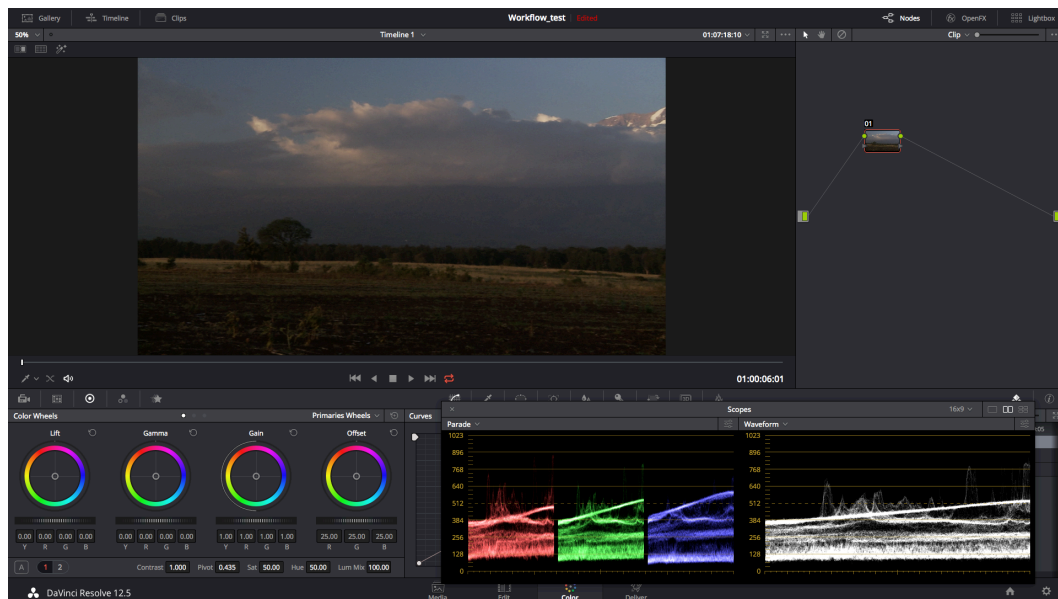 Gallery Timeline Clips Workflow_test Edited Nodes OpenFX Lightbox
50% Timeline 1 01:07:18:10 Clip
01
01:00:06:01
Color Wheels Primaries Wheels Curves Scopes 16x9
Lift Gamma Gain Offset Parade Waveform
1023 1023
896 896
768 768
640 640
512 512
384 384
256 256
128 128
0 0
0.00 0.00 0.00 0.00 0.00 0.00 0.00 0.00 1.00 1.00 1.00 1.00 25.00 25.00 25.00
Y R G B Y R G B Y R G B R G B
A 1 2 Contrast 1.000 Pivot 0.435 Sat 50.00 Hue 50.00 Lum Mix 100.00
DaVinci Resolve 12.5 Media Edit Color Deliver